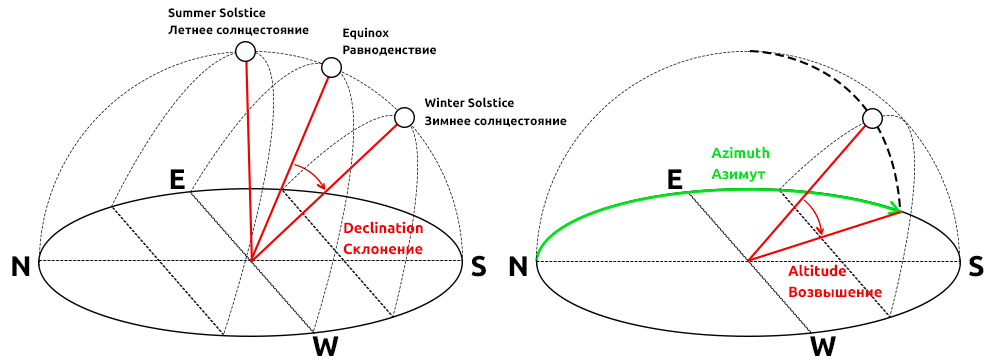 Summer Solstice
Летнее солнцестояние
Equinox
Равноденствие
Winter Solstice
Зимнее солнцестояние
E
Declination
Склонение
N
S
W
Azimuth
Азимут
E
N
S
Altitude
Возвышение
W